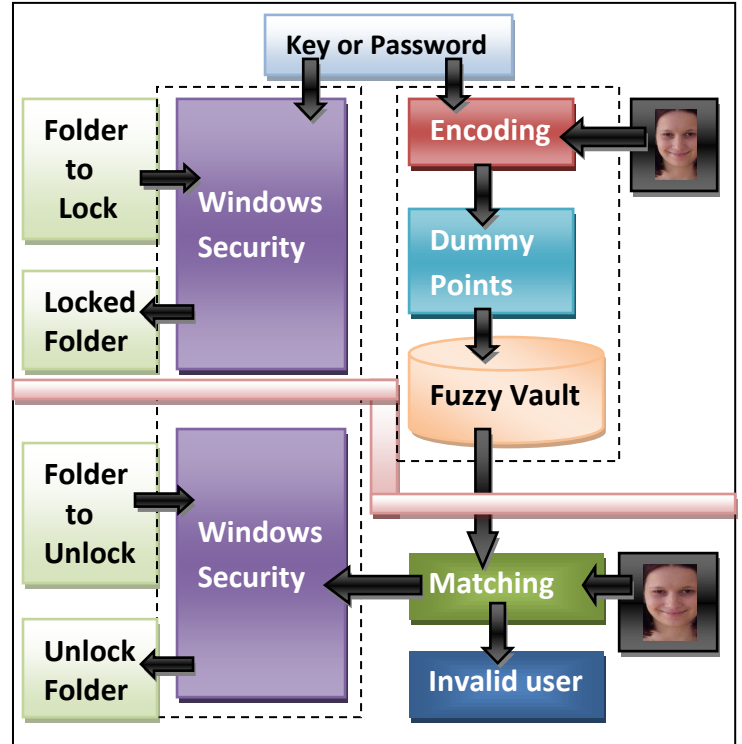 Key or Password
Folder
to
Lock
Windows
Security
Encoding
Dummy
Points
Locked
Folder
Fuzzy Vault
Folder
to
Unlock
Windows
Security
Matching
Unlock
Folder
Invalid user